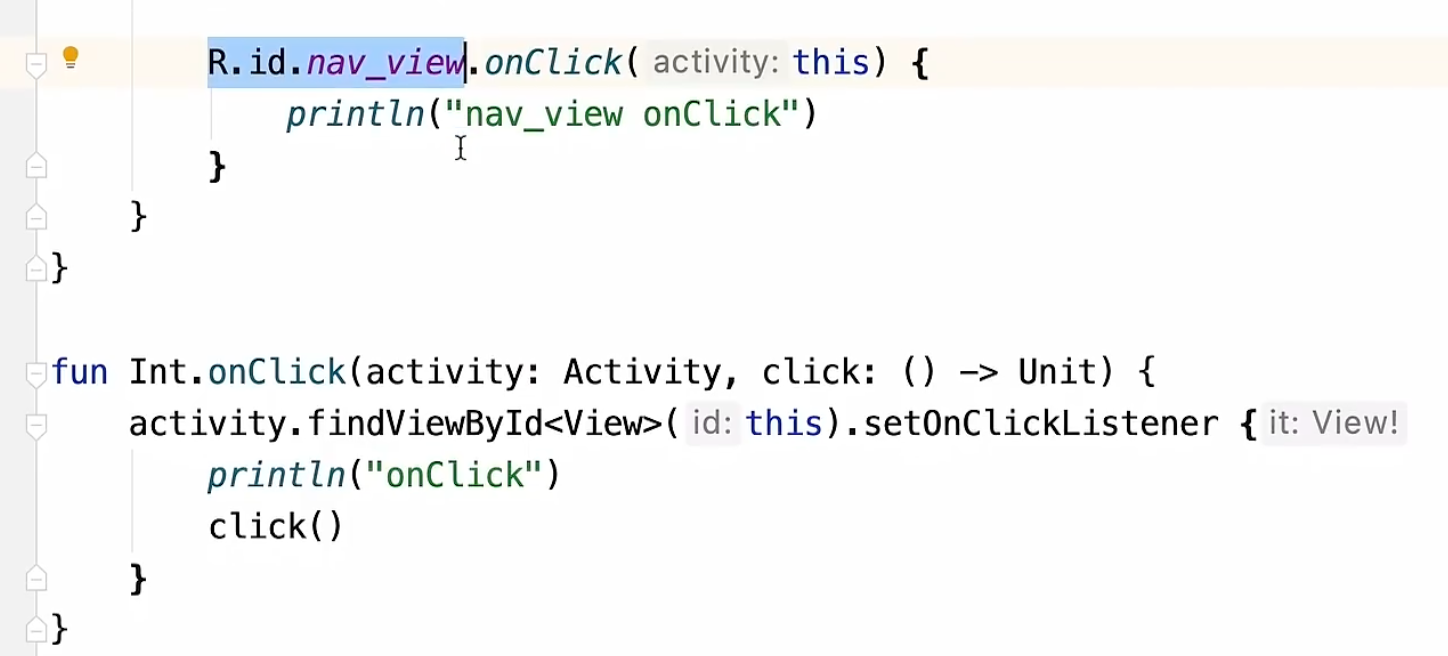 R.id.nav_view.onClick( activity: this) {
println("nav_view onClick")
}
}
}
fun Int.onClick(activity: Activity, click: () -> Unit) {
activity.findViewById<View>( id: this).setOnClickListener { it: View!
println("onClick")
click()
}
}